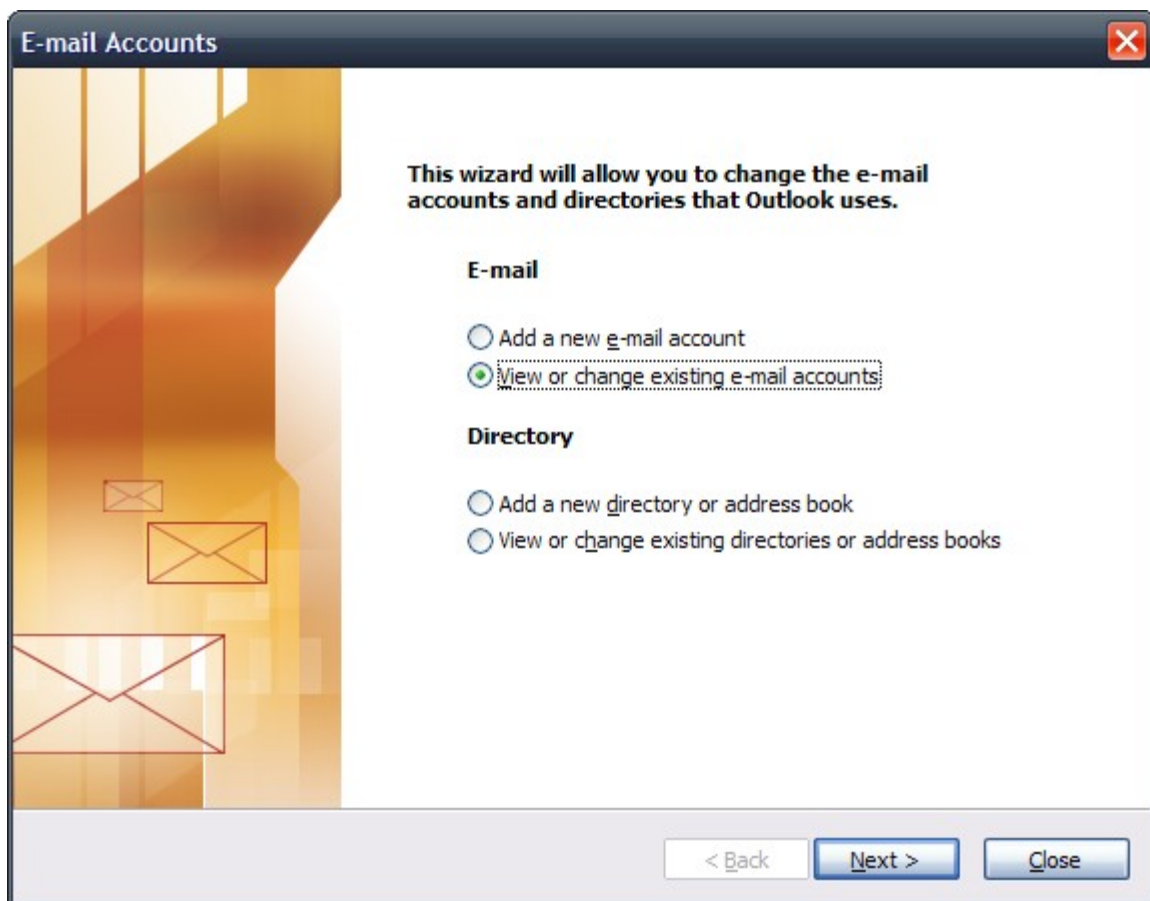 E-mail Accounts
This wizard will allow you to change the e-mail
accounts and directories that Outlook uses.
E-mail
Add a new e-mail account
View or change existing e-mail accounts
Directory
Add a new directory or address book
View or change existing directories or address books
< Back Next > Close